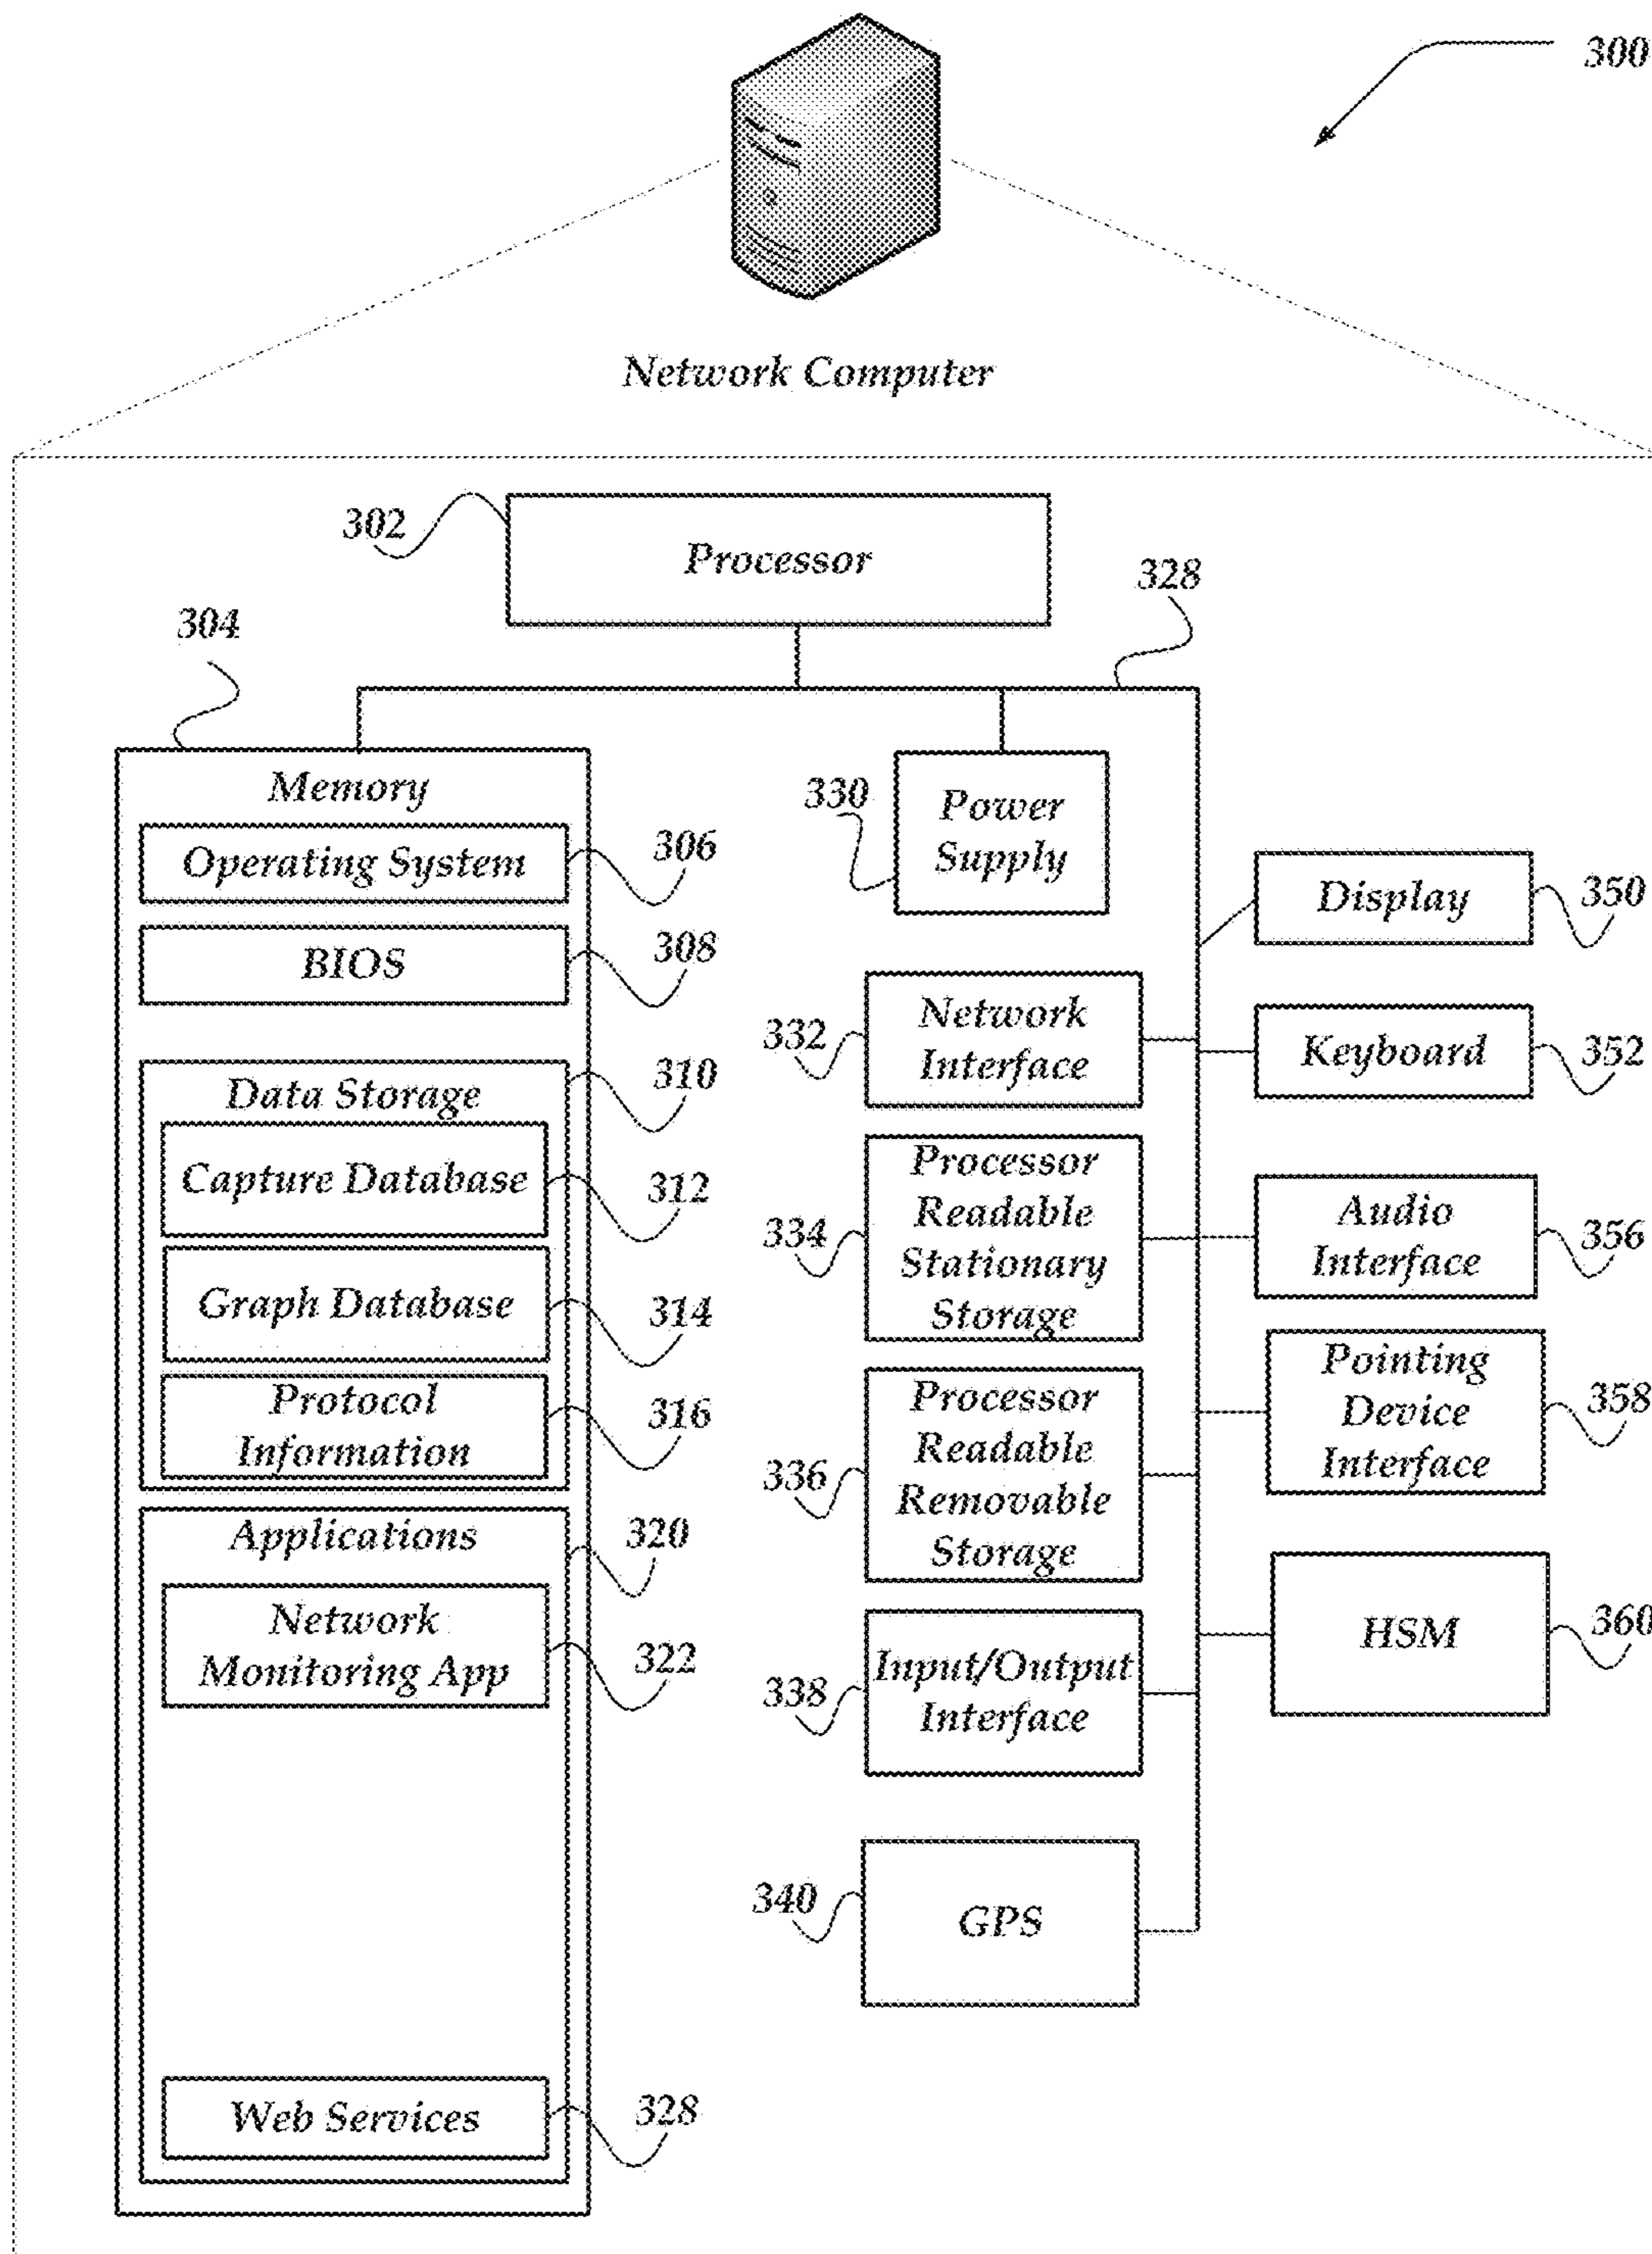 300
Network Computer
302
Processor
328
304
Memory
Operating System
306
BIOS
308
Data Storage
310
Capture Database
312
Graph Database
314
Protocol
Information
316
Applications
320
Network
Monitoring App
322
Web Services
328
330
Power
Supply
332
Network
Interface
334
Processor
Readable
Stationary
Storage
336
Processor
Readable
Removable
Storage
338
Input/Output
Interface
340
GPS
Display
350
Keyboard
352
Audio
Interface
356
Pointing
Device
Interface
358
HSM
360